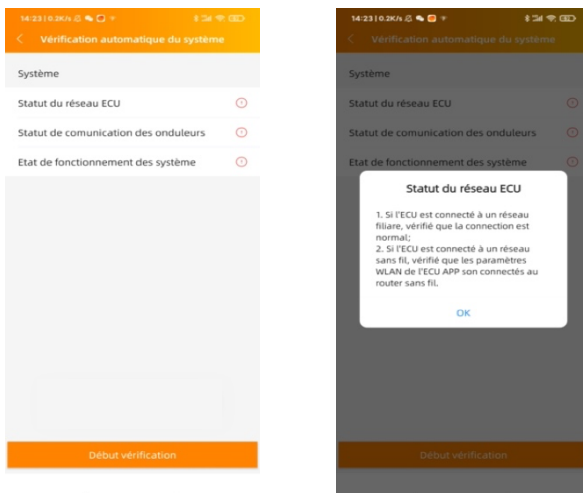 14:23 | 0.2K/s
Vérification automatique du système
Système
Statut du réseau ECU
Statut de comunication des onduleurs
Etat de fonctionnement des système
Début vérification
14:23 | 0.2K/s
Vérification automatique du système
Système
Statut du réseau ECU
Statut de comunication des onduleurs
Etat de fonctionnement des système
Statut du réseau ECU
1. Si l'ECU est connecté à un réseau
filiare, vérifié que la connection est
normal;
2. Si l'ECU est connecté à un réseau
sans fil, vérifié que les paramètres
WLAN de l'ECU APP son connectés au
router sans fil.
OK
Début vérification